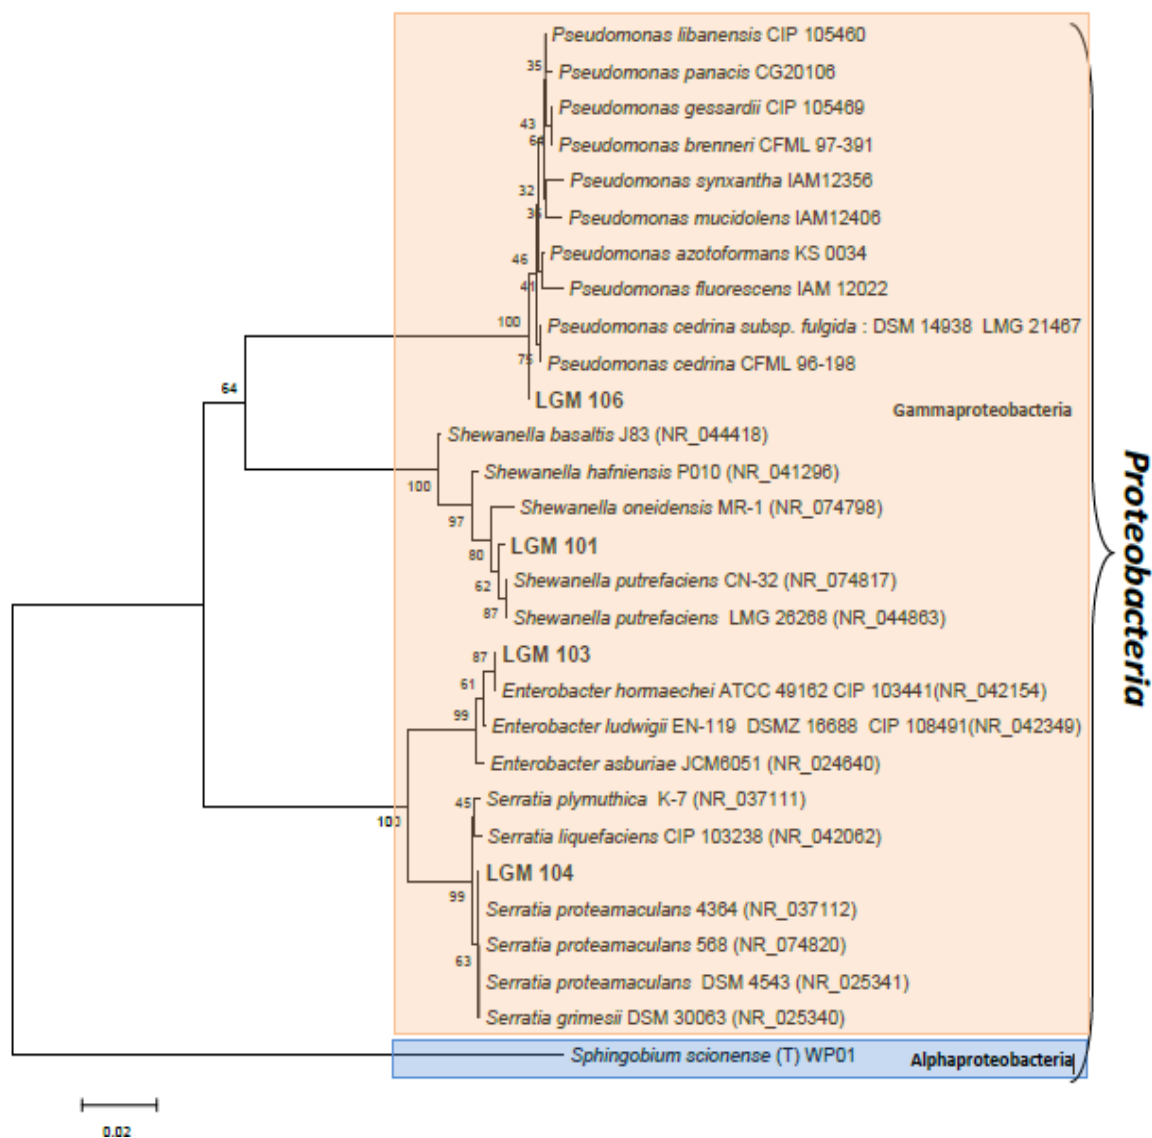 Pseudomonas libanensis CIP 105460
35
Pseudomonas panacis CG20106
Pseudomonas gessardii CIP 105469
43
64
Pseudomonas brenneri CFML 97-391
Pseudomonas synxantha IAM12356
32
Pseudomonas mucidolens IAM12406
Pseudomonas azotoformans KS 0034
46
41
Pseudomonas fluorescens IAM 12022
100
Pseudomonas cedrina subsp. fulgida : DSM 14938 LMG 21467
75
Pseudomonas cedrina CFML 96-198
64
LGM 106
Gammaproteobacteria
Shewanella basaltis J83 (NR_044418)
Shewanella hafniensis P010 (NR_041296)
100
Shewanella oneidensis MR-1 (NR_074798)
97
LGM 101
80
Shewanella putrefaciens CN-32 (NR_074817)
62
87
Shewanella putrefaciens LMG 26268 (NR_044863)
Proteobacteria
87
LGM 103
61
Enterobacter hormaechei ATCC 49162 CIP 103441(NR_042154)
99
Enterobacter ludwigii EN-119 DSMZ 16688 CIP 108491(NR_042349)
Enterobacter asburiae JCM6051 (NR_024640)
45
Serratia plymuthica K-7 (NR_037111)
100
Serratia liquefaciens CIP 103238 (NR_042062)
LGM 104
99
Serratia proteamaculans 4364 (NR_037112)
Serratia proteamaculans 568 (NR_074820)
63
Serratia proteamaculans DSM 4543 (NR_025341)
Serratia grimesii DSM 30063 (NR_025340)
Sphingobium scionense (T) WP01
Alphaproteobacteria
0.02